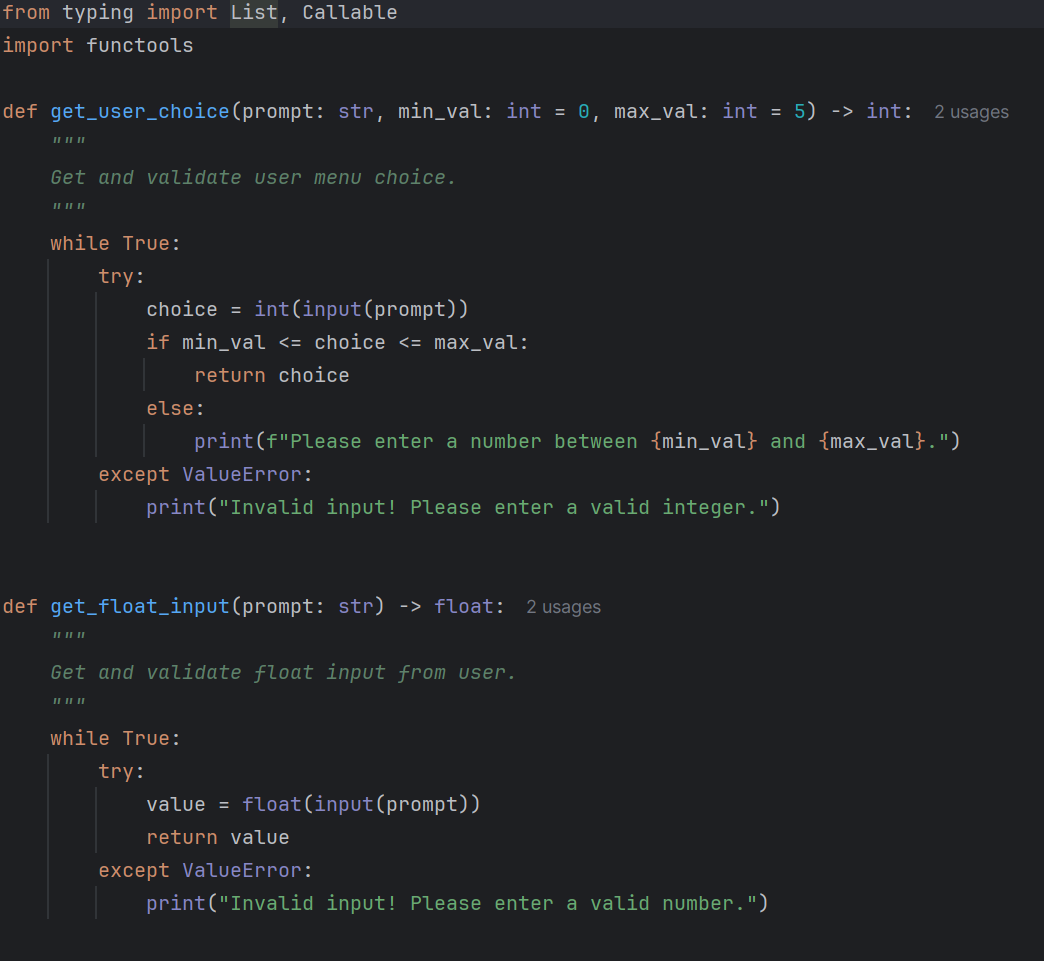 from typing import List, Callable
import functools

def get_user_choice(prompt: str, min_val: int = 0, max_val: int = 5) -> int:  2 usages
    """
    Get and validate user menu choice.
    """
    while True:
        try:
            choice = int(input(prompt))
            if min_val <= choice <= max_val:
                return choice
            else:
                print(f"Please enter a number between {min_val} and {max_val}.")
        except ValueError:
            print("Invalid input! Please enter a valid integer.")


def get_float_input(prompt: str) -> float:  2 usages
    """
    Get and validate float input from user.
    """
    while True:
        try:
            value = float(input(prompt))
            return value
        except ValueError:
            print("Invalid input! Please enter a valid number.")